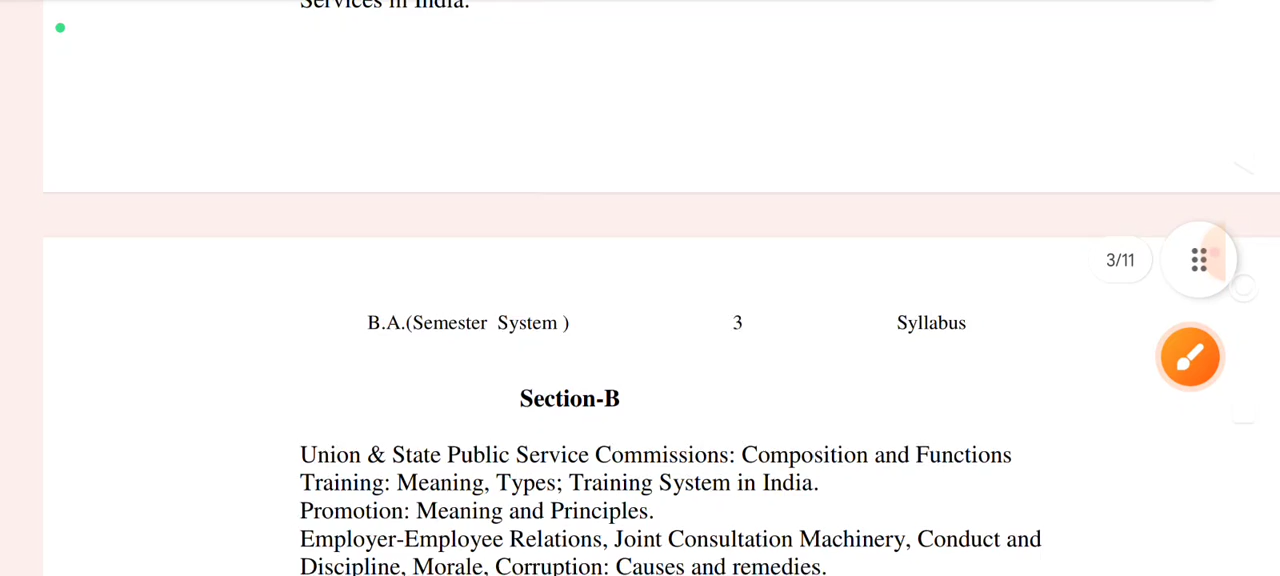 Services in India.
3/11
B.A.(Semester System ) 3 Syllabus
Section-B
Union & State Public Service Commissions: Composition and Functions
Training: Meaning, Types; Training System in India.
Promotion: Meaning and Principles.
Employer-Employee Relations, Joint Consultation Machinery, Conduct and
Discipline, Morale, Corruption: Causes and remedies.